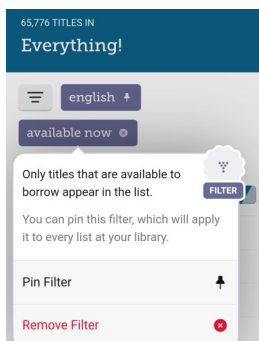 65,776 TITLES IN
Everything!
english
available now
Only titles that are available to
borrow appear in the list.
FILTER
You can pin this filter, which will apply
it to every list at your library.
Pin Filter
Remove Filter